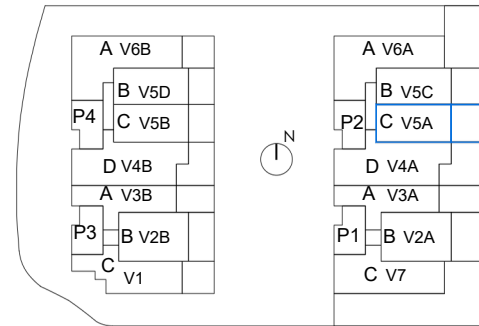 A V6B
B V5D
P4
C V5B
D V4B
A V3B
P3
B V2B
C
V1
N
A V6A
B V5C
P2
C V5A
D V4A
A V3A
P1
B V2A
C V7